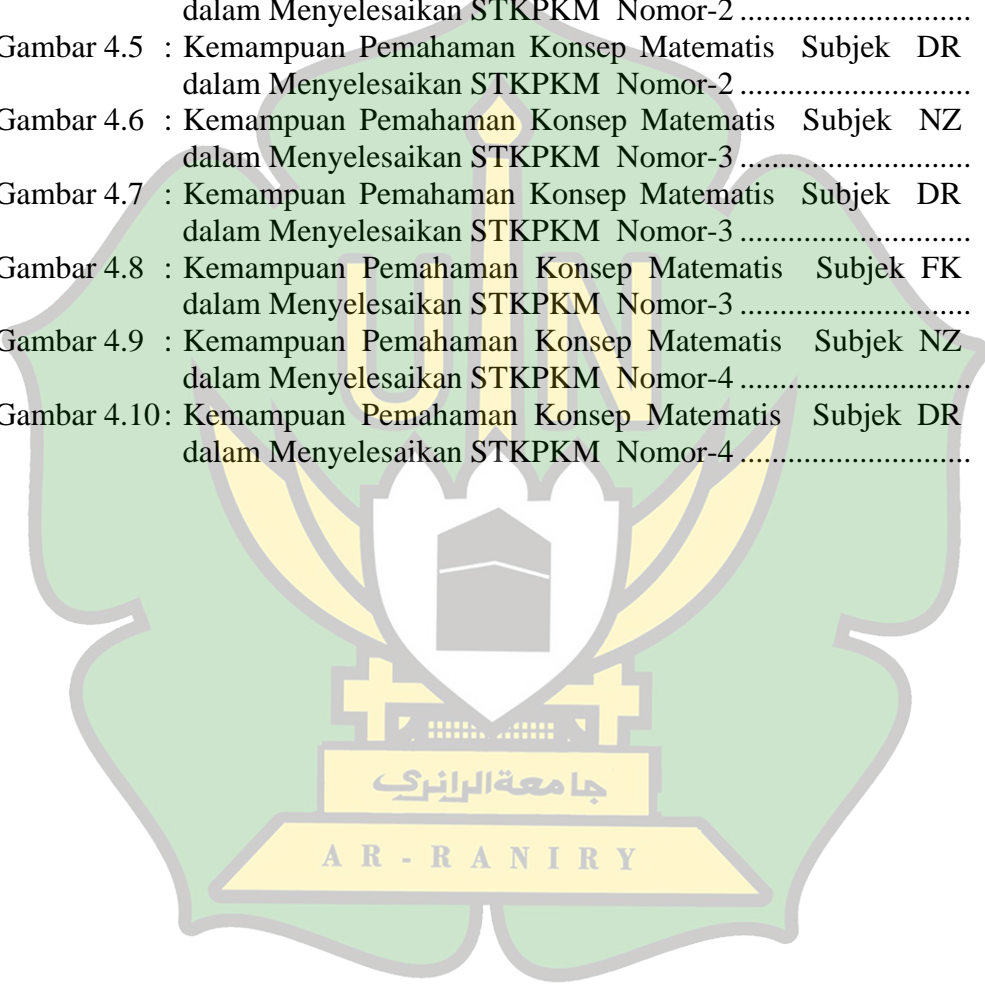 dalam Menyelesaikan STKPKM Nomor-2 ............................
Gambar 4.5 : Kemampuan Pemahaman Konsep Matematis Subjek DR
dalam Menyelesaikan STKPKM Nomor-2 ............................
Gambar 4.6 : Kemampuan Pemahaman Konsep Matematis Subjek NZ
dalam Menyelesaikan STKPKM Nomor-3 ............................
Gambar 4.7 : Kemampuan Pemahaman Konsep Matematis Subjek DR
dalam Menyelesaikan STKPKM Nomor-3 ............................
Gambar 4.8 : Kemampuan Pemahaman Konsep Matematis Subjek FK
dalam Menyelesaikan STKPKM Nomor-3 ............................
Gambar 4.9 : Kemampuan Pemahaman Konsep Matematis Subjek NZ
dalam Menyelesaikan STKPKM Nomor-4 ............................
Gambar 4.10 : Kemampuan Pemahaman Konsep Matematis Subjek DR
dalam Menyelesaikan STKPKM Nomor-4 ............................
UIN
جامعة الرانري
AR-RANIRY